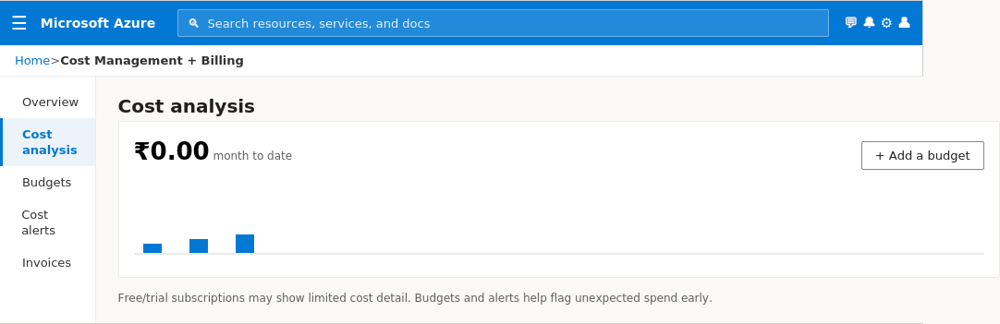 Microsoft Azure
Search resources, services, and docs
Home>Cost Management + Billing
Overview
Cost
analysis
Budgets
Cost
alerts
Invoices
Cost analysis
₹0.00 month to date
+ Add a budget
Free/trial subscriptions may show limited cost detail. Budgets and alerts help flag unexpected spend early.